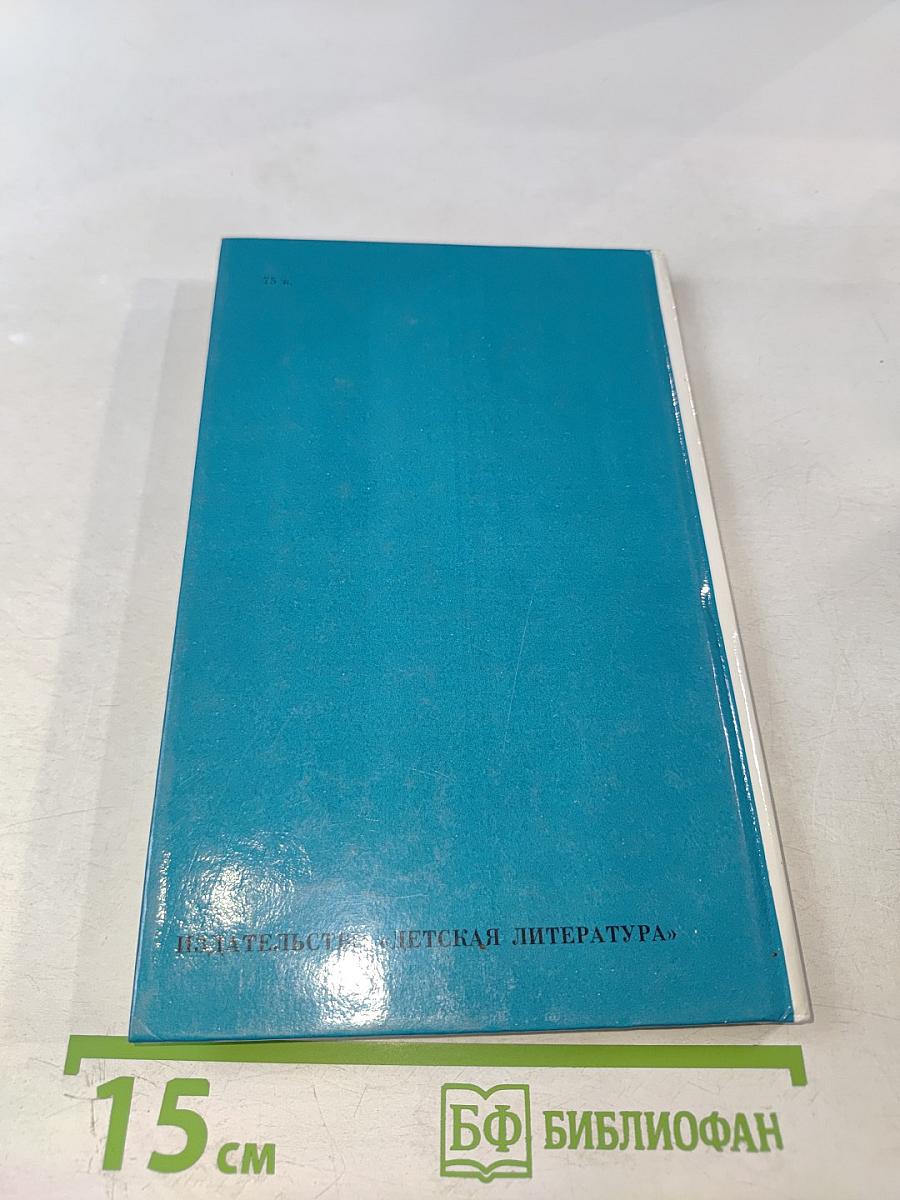 75 к.
ИЗДАТЕЛЬСТВО «ДЕТСКАЯ ЛИТЕРАТУРА»
15 см
БФ БИБЛИОФАН